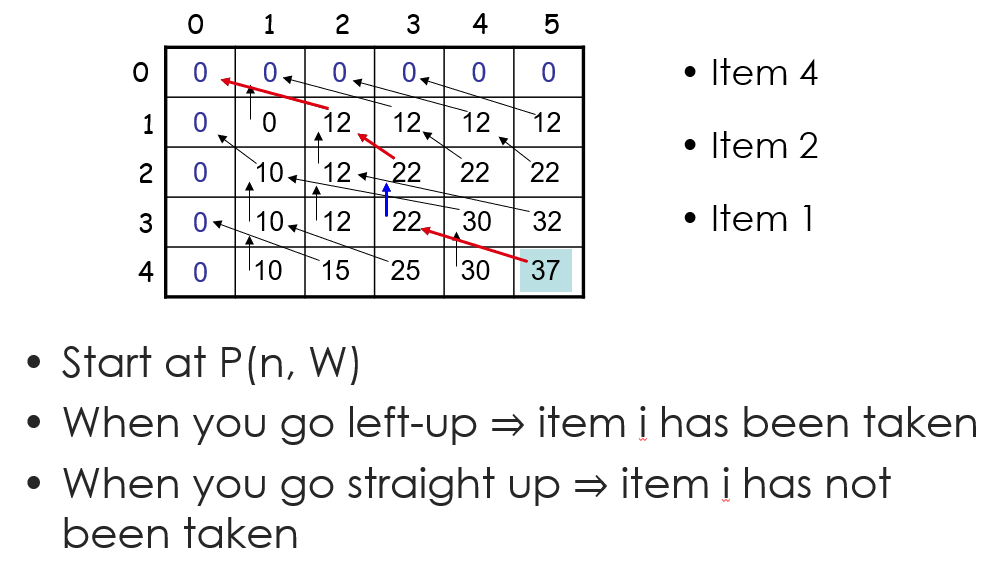 0 1 2 3 4 5
0 0 0 0 0 0 0
1 0 0 12 12 12 12
2 0 10 12 22 22 22
3 0 10 12 22 30 32
4 0 10 15 25 30 37
• Item 4
• Item 2
• Item 1
• Start at P(n, W)
• When you go left-up ⇒ item i has been taken
• When you go straight up ⇒ item i has not
been taken